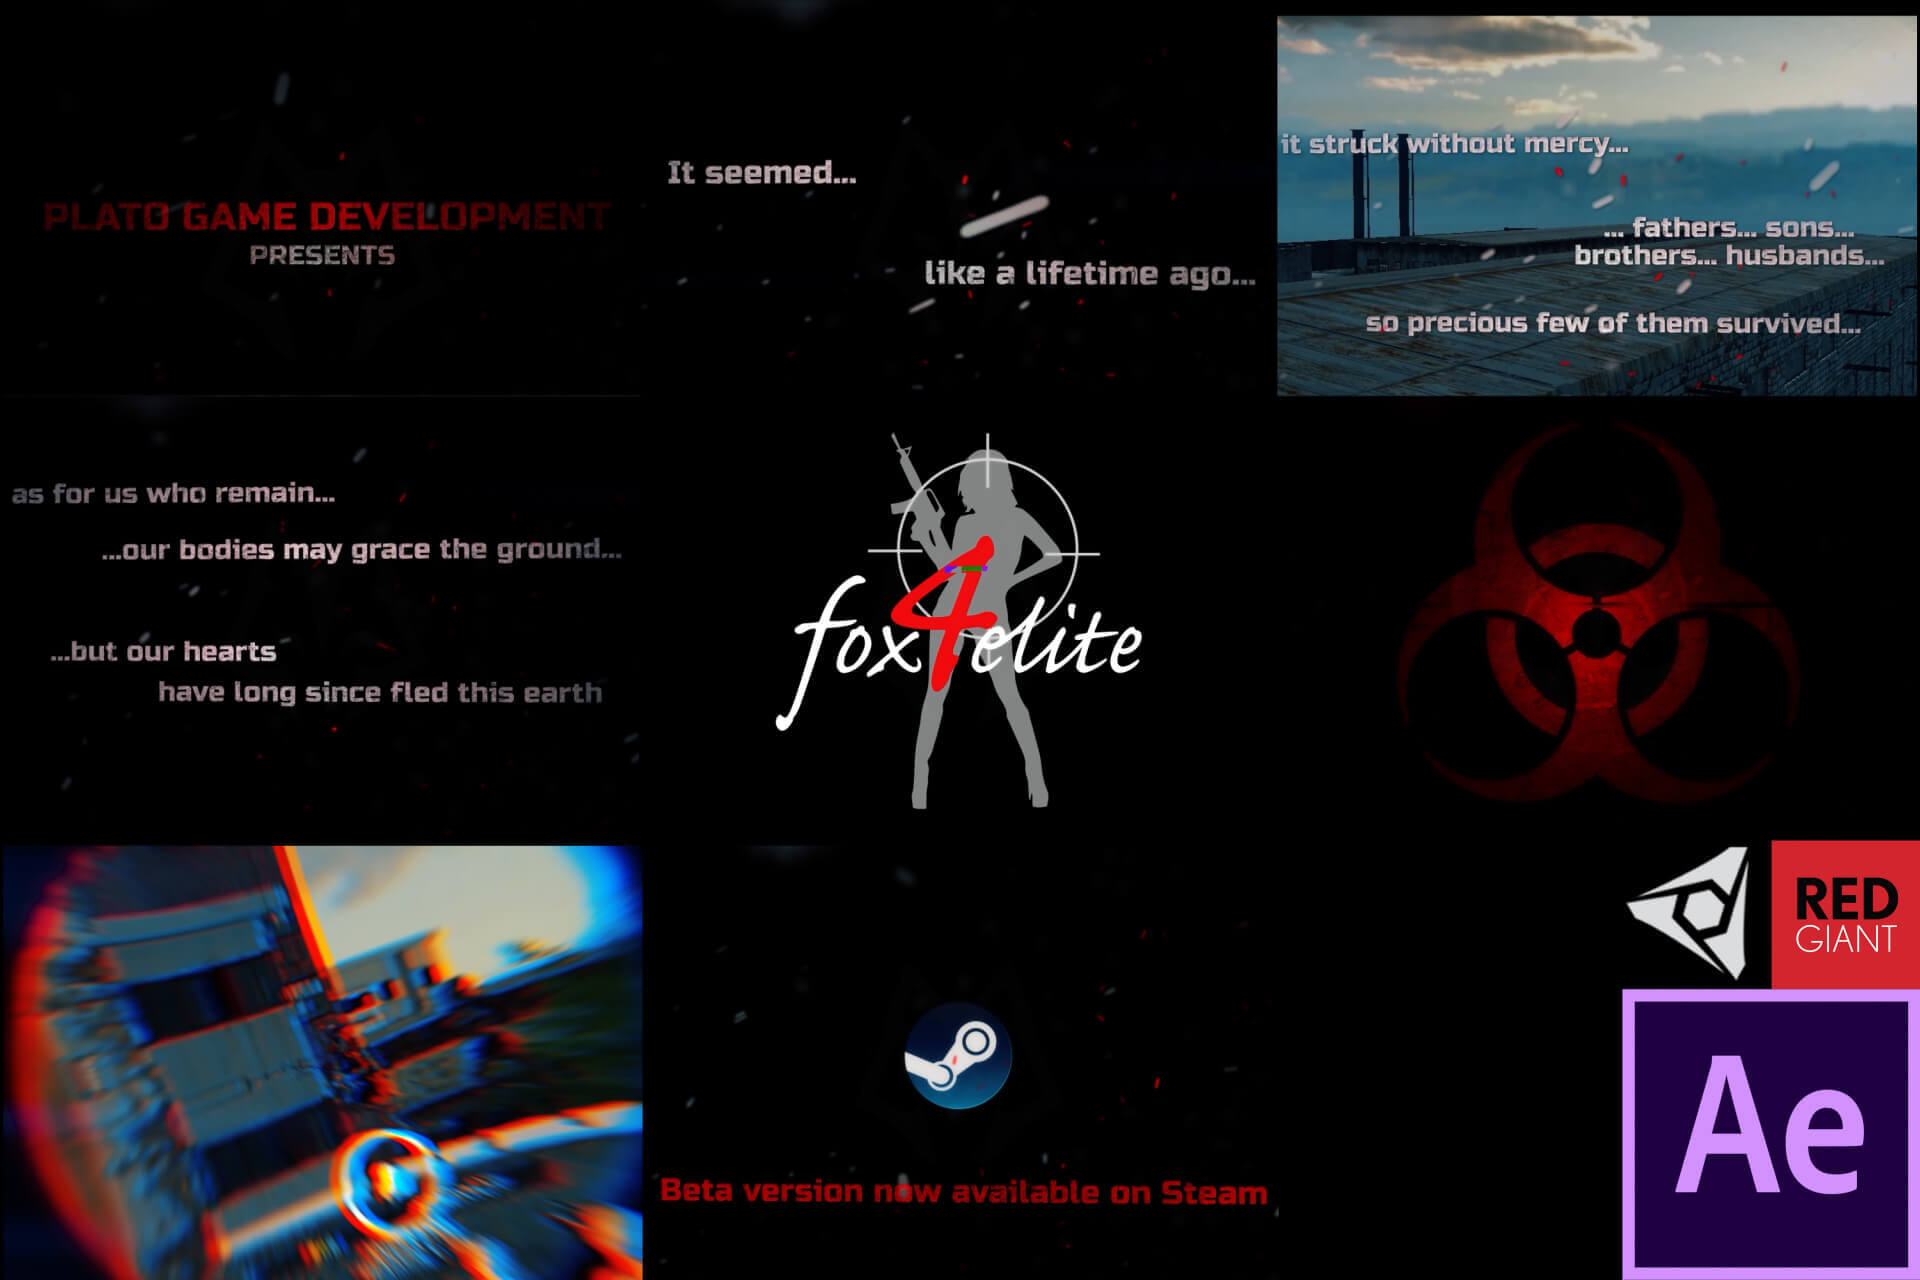 PLATO GAME DEVELOPMENT
PRESENTS
It seemed...
like a lifetime ago...
it struck without mercy...
... fathers... sons...
brothers... husbands...
so precious few of them survived...
as for us who remain...
...our bodies may grace the ground...
...but our hearts
have long since fled this earth
fox4elite
Beta version now available on Steam
RED
GIANT
Ae